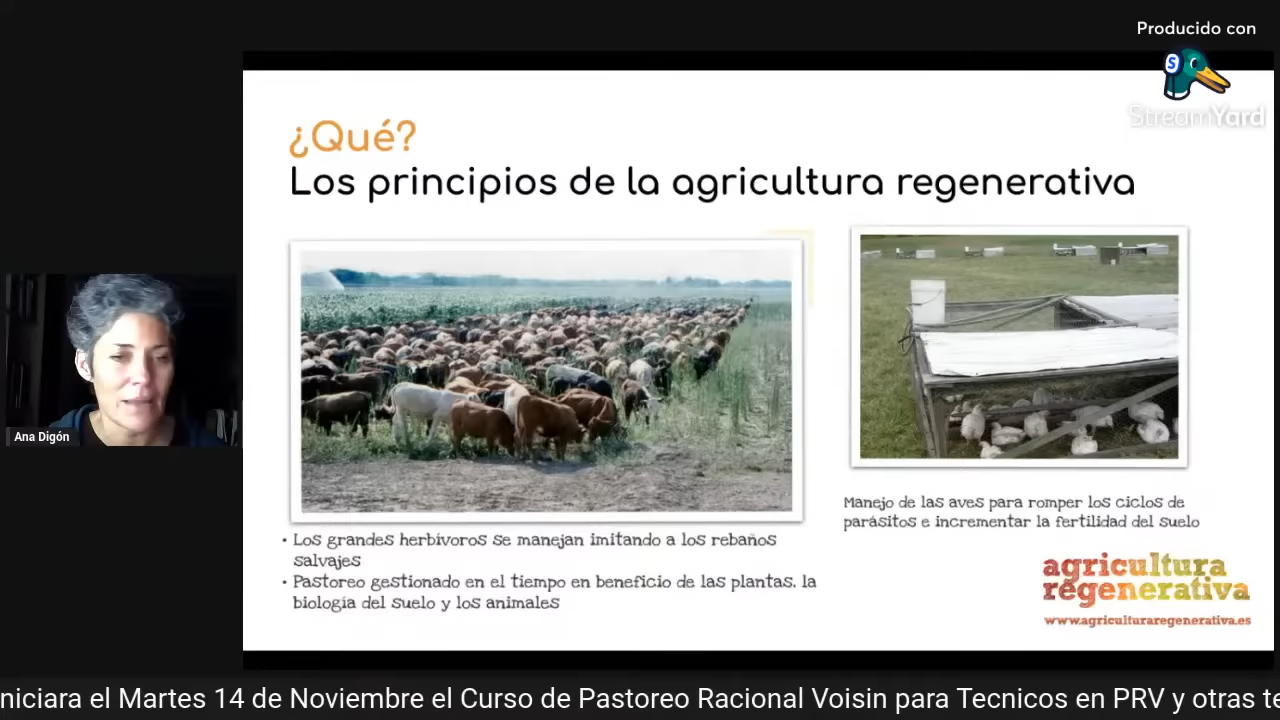 Producido con
StreamYard
¿Qué?
Los principios de la agricultura regenerativa
Ana Digón
• Los grandes herbívoros se manejan imitando a los rebaños
salvajes
• Pastoreo gestionado en el tiempo en beneficio de las plantas, la
biología del suelo y los animales
Manejo de las aves para romper los ciclos de
parásitos e incrementar la fertilidad del suelo
agricultura
regenerativa
www.agriculturaregenerativa.es
niciara el Martes 14 de Noviembre el Curso de Pastoreo Racional Voisin para Tecnicos en PRV y otras te